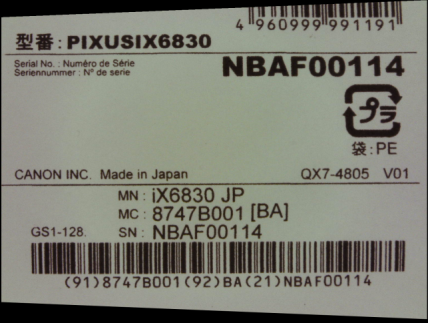 4 960999 991191
型番: PIXUSIX6830
Serial No. : Numéro de Série
Seriennummer : Nº de serie
NBAF00114
プラ
袋:PE
CANON INC. Made in Japan QX7-4805 V01
MN : iX6830 JP
MC : 8747B001 [BA]
GS1-128. SN : NBAF00114
(91)8747B001(92)BA(21)NBAF00114